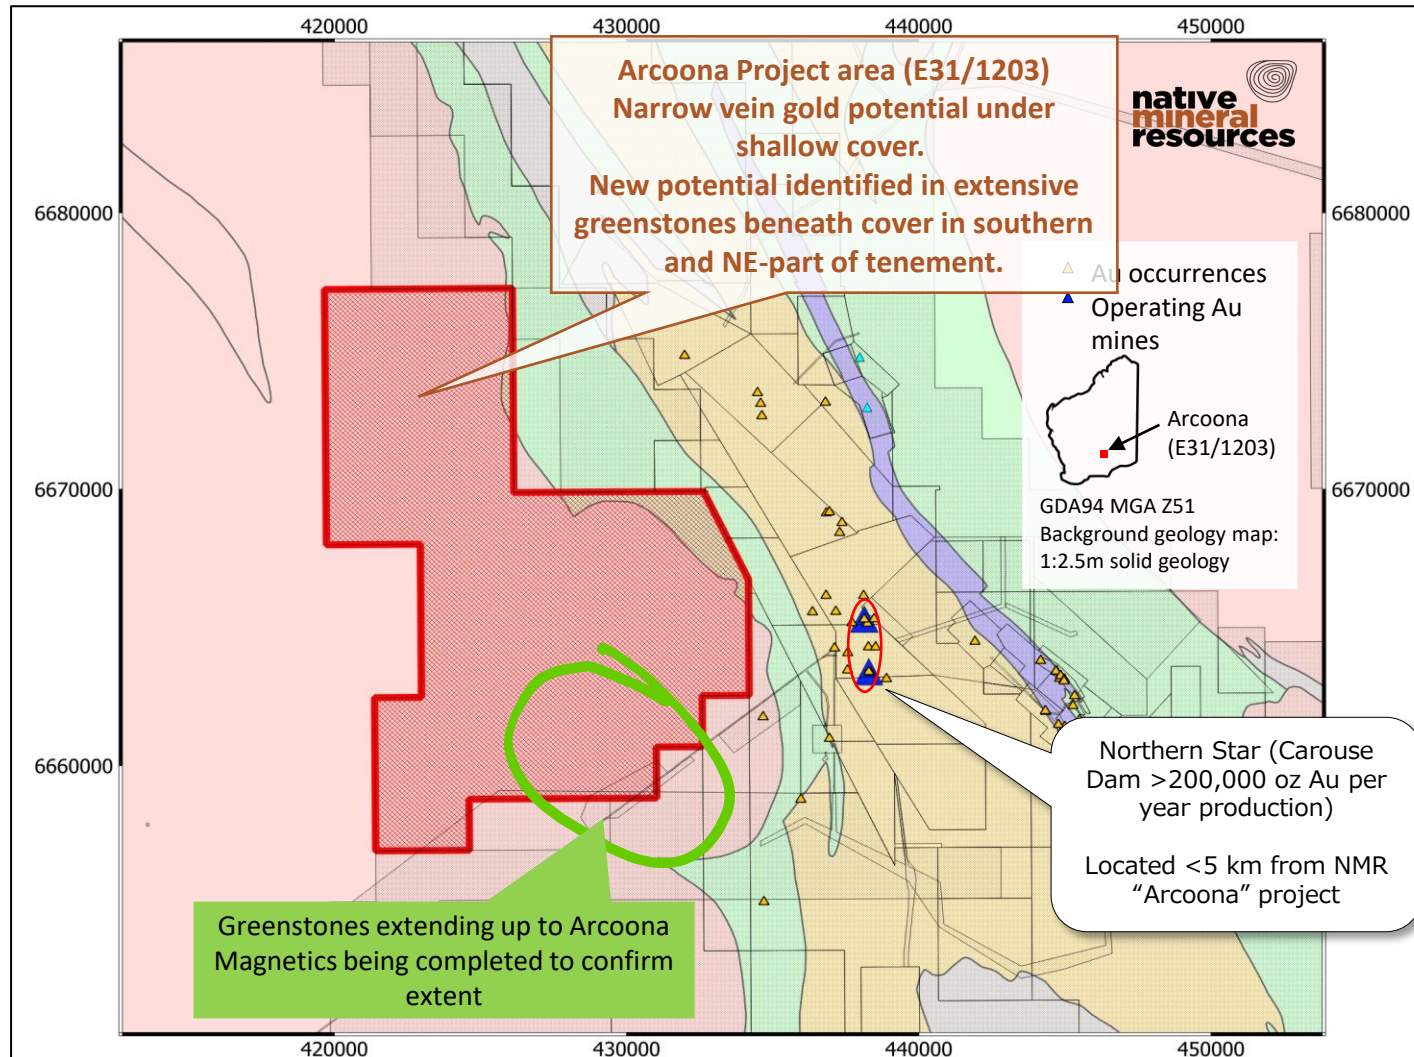 420000
430000
440000
450000
Arcoona Project area (E31/1203)
Narrow vein gold potential under
shallow cover.
New potential identified in extensive
greenstones beneath cover in southern
and NE-part of tenement.
native
mineral
resources
6680000
6680000
Au occurrences
Operating Au
mines
Arcoona
(E31/1203)
GDA94 MGA Z51
Background geology map:
1:2.5m solid geology
6670000
6670000
6660000
Northern Star (Carouse
Dam >200,000 oz Au per
year production)
Located <5 km from NMR
“Arcoona” project
Greenstones extending up to Arcoona
Magnetics being completed to confirm
extent
420000
430000
440000
450000